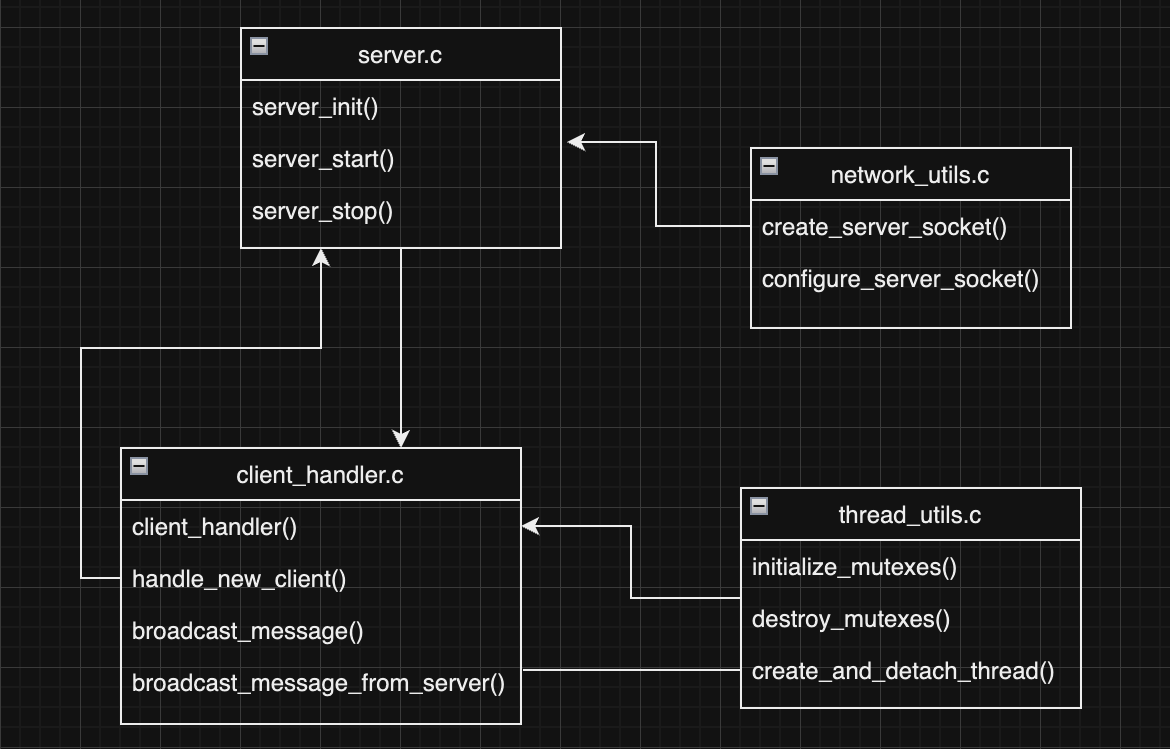 server.c
server_init()
server_start()
server_stop()
network_utils.c
create_server_socket()
configure_server_socket()
client_handler.c
client_handler()
handle_new_client()
broadcast_message()
broadcast_message_from_server()
thread_utils.c
initialize_mutexes()
destroy_mutexes()
create_and_detach_thread()